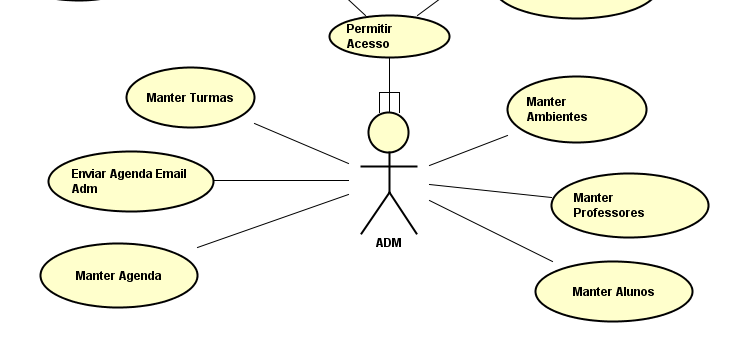 Permitir
Acesso
Manter Turmas
Manter
Ambientes
Enviar Agenda Email
Adm
Manter
Professores
ADM
Manter Agenda
Manter Alunos